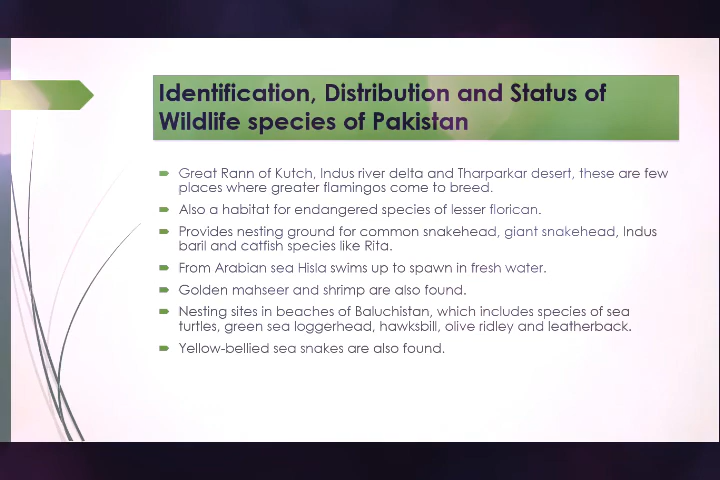 Identification, Distribution and Status of
Wildlife species of Pakistan
Great Rann of Kutch, Indus river delta and Tharparkar desert, these are few
places where greater flamingos come to breed.
Also a habitat for endangered species of lesser florican.
Provides nesting ground for common snakehead, giant snakehead, Indus
baril and catfish species like Rita.
From Arabian sea Hisla swims up to spawn in fresh water.
Golden mahseer and shrimp are also found.
Nesting sites in beaches of Baluchistan, which includes species of sea
turtles, green sea loggerhead, hawksbill, olive ridley and leatherback.
Yellow-bellied sea snakes are also found.